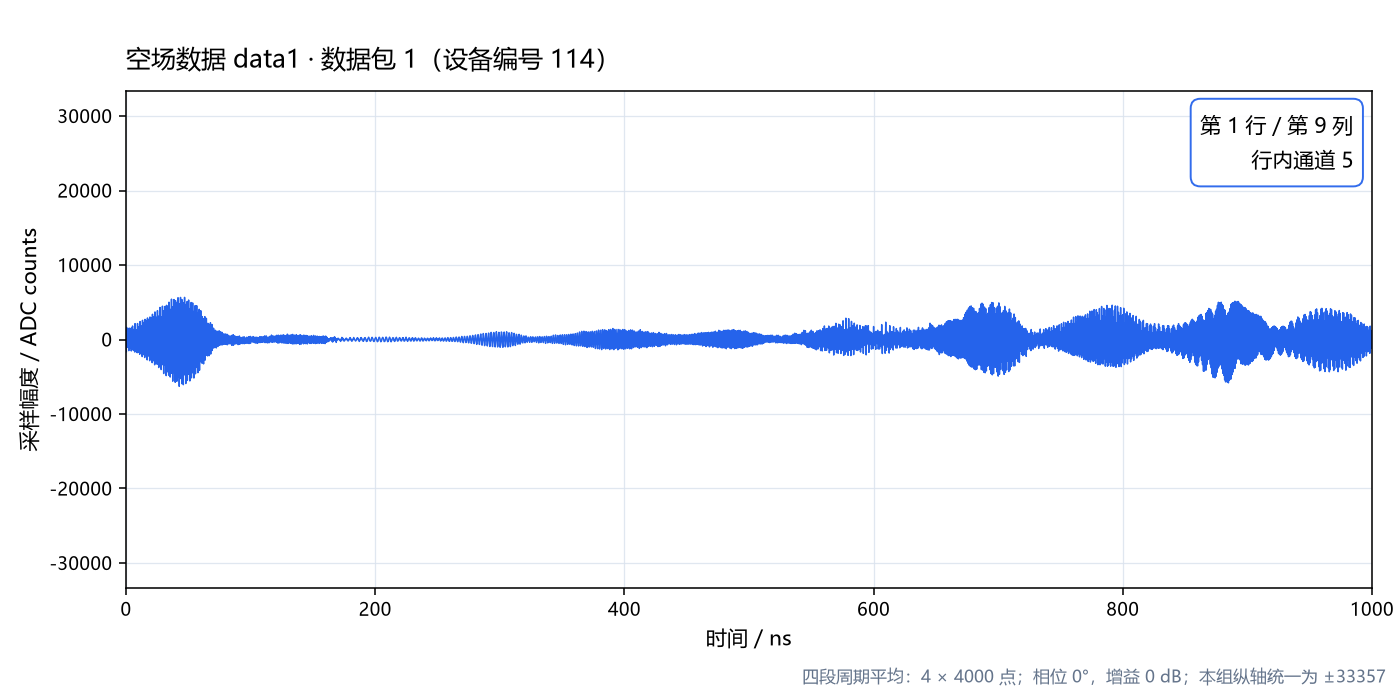 空场数据 data1 · 数据包 1（设备编号 114）
第 1 行 / 第 9 列
行内通道 5
30000
20000
10000
0
-10000
-20000
-30000
采样幅度 / ADC counts
0 200 400 600 800 1000
时间 / ns
四段周期平均：4 × 4000 点；相位 0°，增益 0 dB；本组纵轴统一为 ±33357